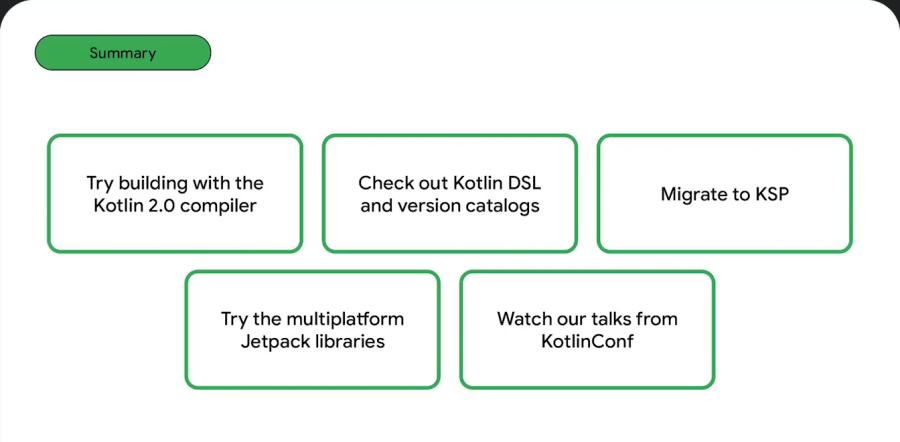 Summary
Try building with the
Kotlin 2.0 compiler
Check out Kotlin DSL
and version catalogs
Migrate to KSP
Try the multiplatform
Jetpack libraries
Watch our talks from
KotlinConf